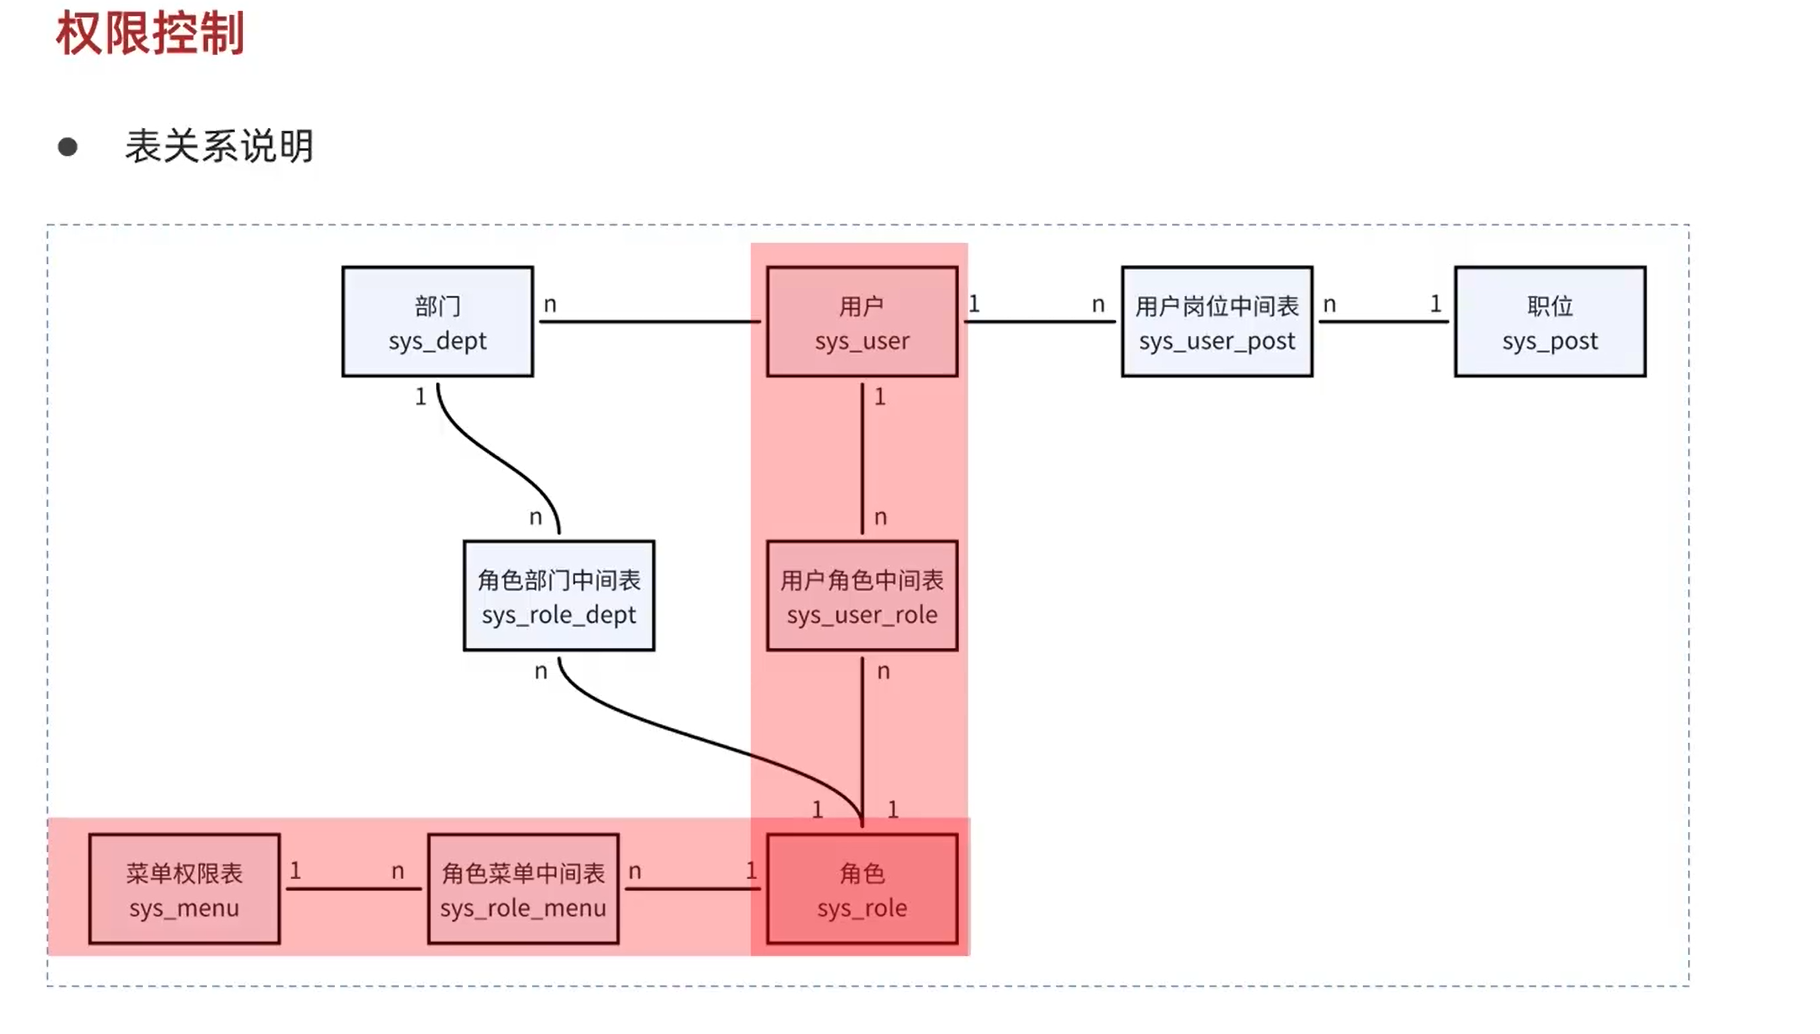 权限控制
表关系说明
部门
sys_dept
n
用户
sys_user
1
n
用户岗位中间表
sys_user_post
n
1
职位
sys_post
1
1
n
n
角色部门中间表
sys_role_dept
用户角色中间表
sys_user_role
n
n
1
1
菜单权限表
sys_menu
1
n
角色菜单中间表
sys_role_menu
n
1
角色
sys_role